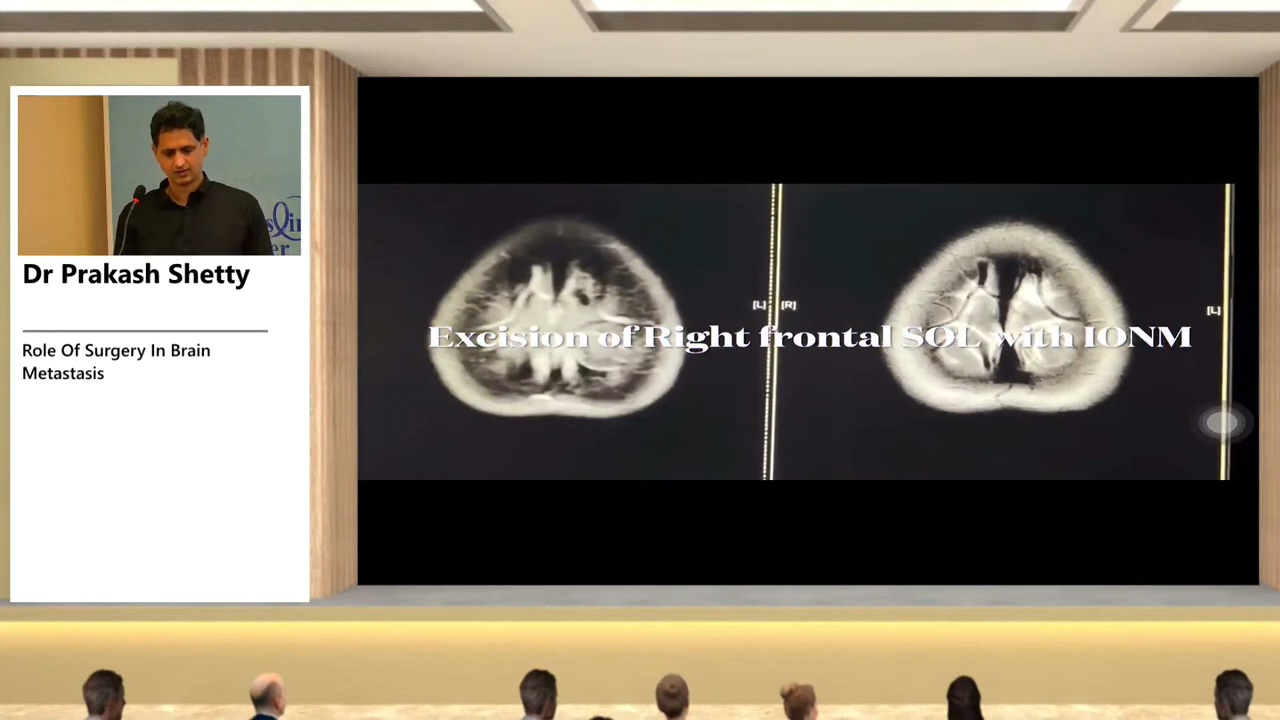 Dr Prakash Shetty
Role Of Surgery In Brain
Metastasis
[L]
[R]
[L]
Excision of Right frontal SOL with IONM